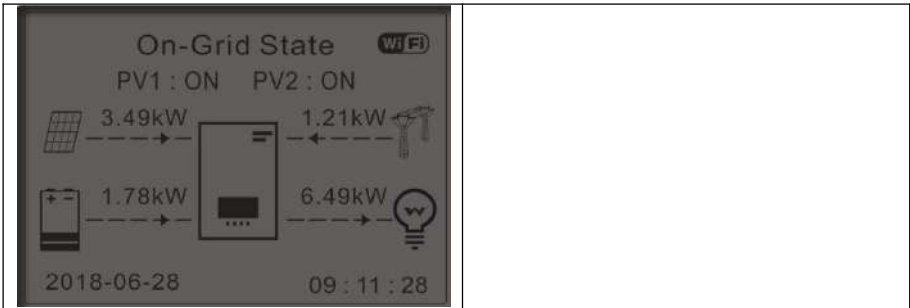 On-Grid State WiFi
PV1 : ON PV2 : ON
3.49kW 1.21kW
1.78kW 6.49kW
2018-06-28 09 : 11 : 28